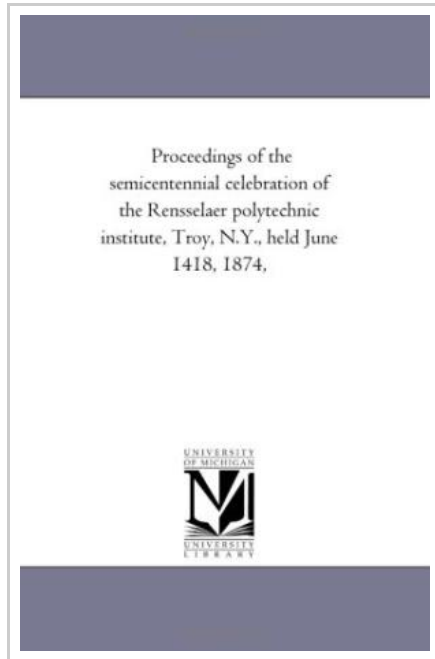 Proceedings of the
semicentennial celebration of
the Rensselaer polytechnic
institute, Troy, N.Y., held June
1418, 1874,
UNIVERSITY
OF MICHIGAN
UNIVERSITY
LIBRARY